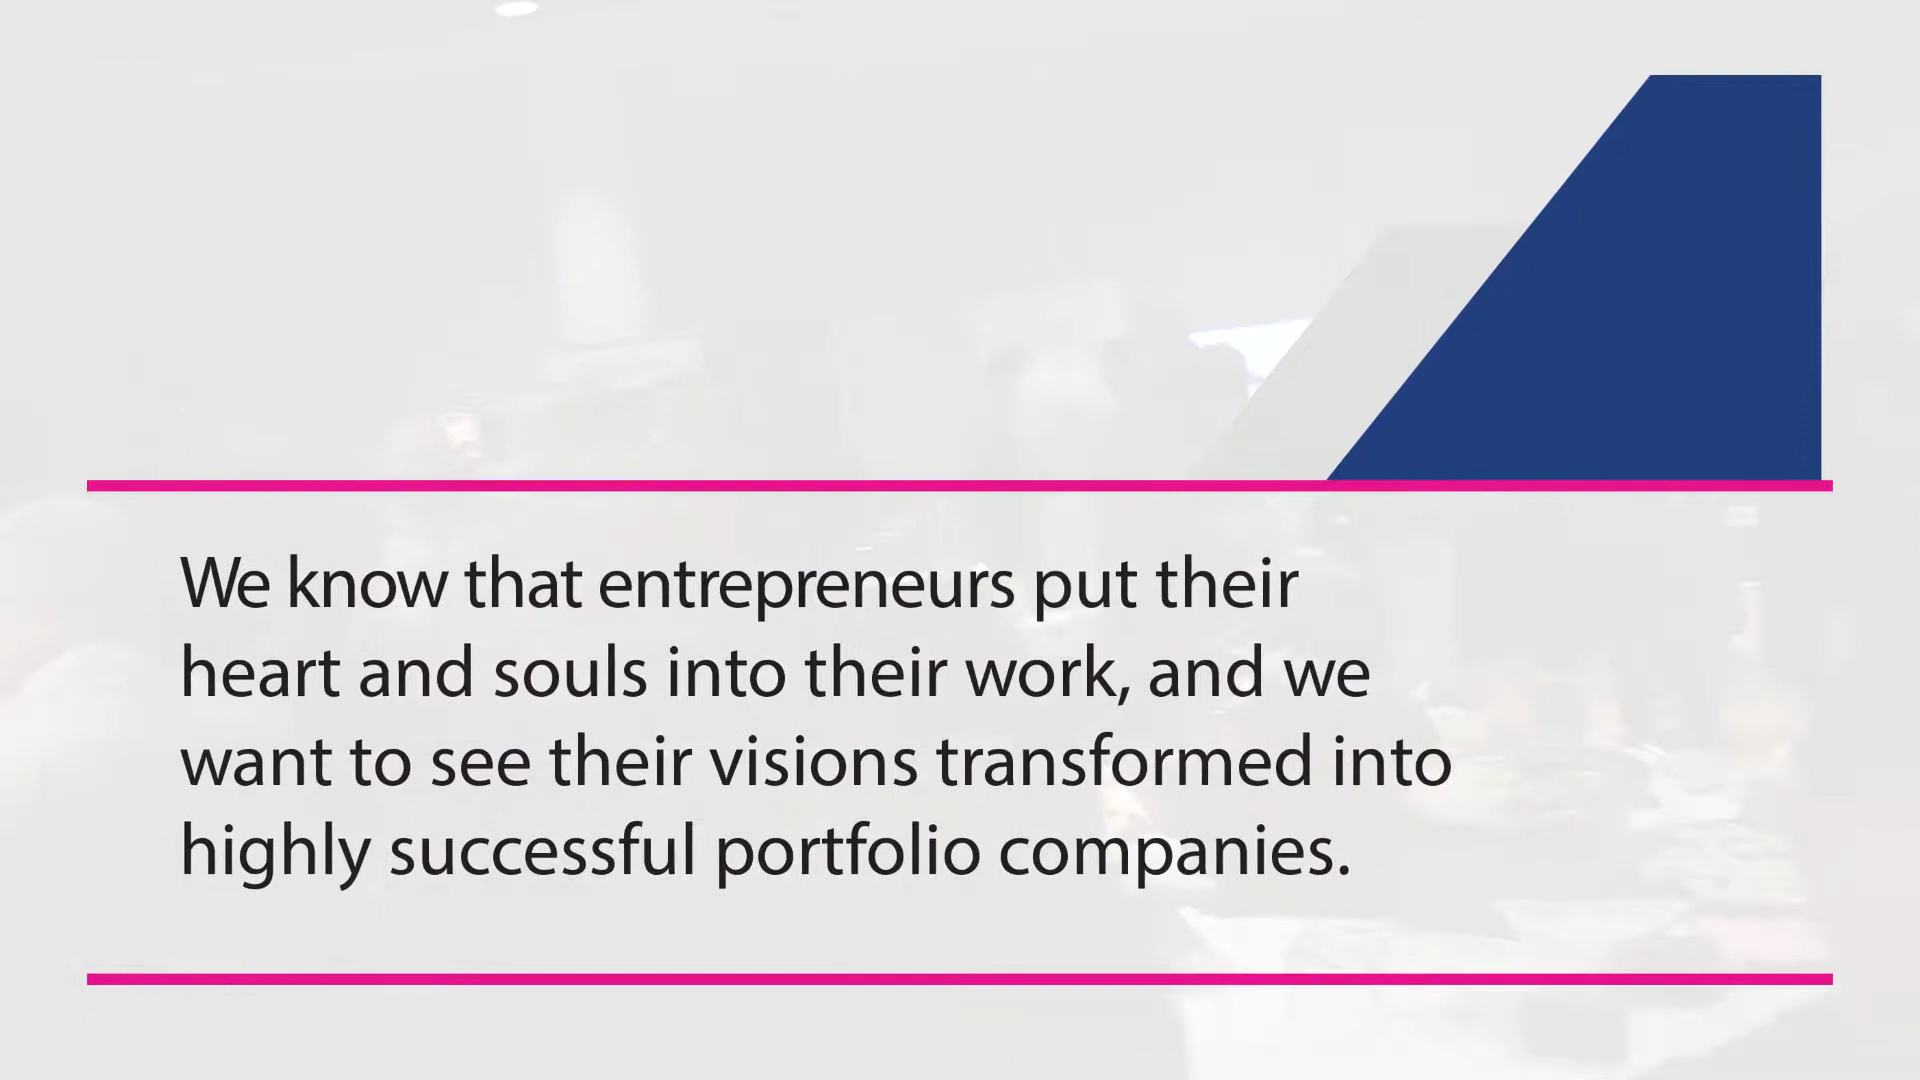 We know that entrepreneurs put their
heart and souls into their work, and we
want to see their visions transformed into
highly successful portfolio companies.